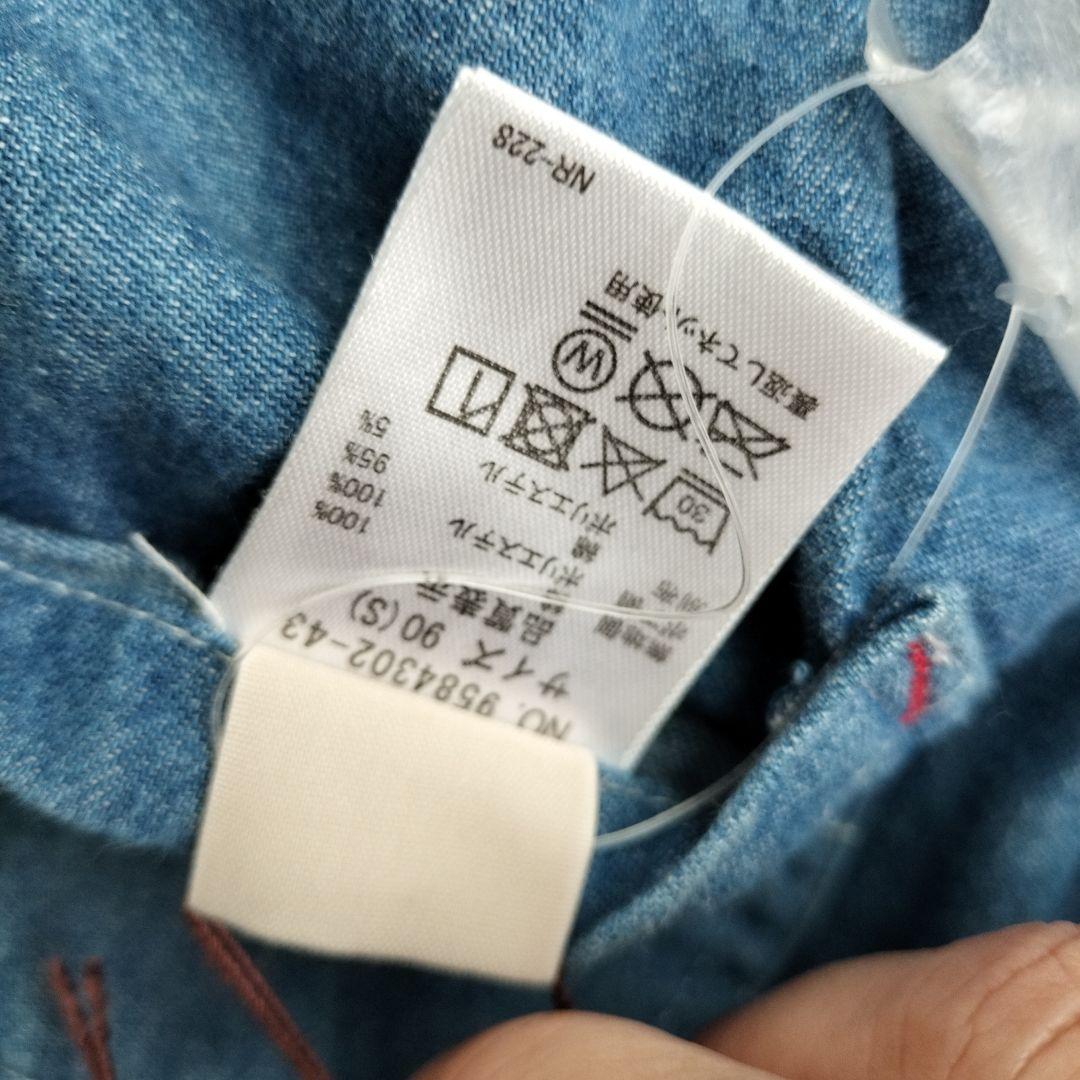 NO. 9584302-43
サイズ 90(S)
品質表示
100%
ポリエステル 100%
別布 綿 95%
ポリエステル 5%
30
W
裏返してネット使用
NR-228